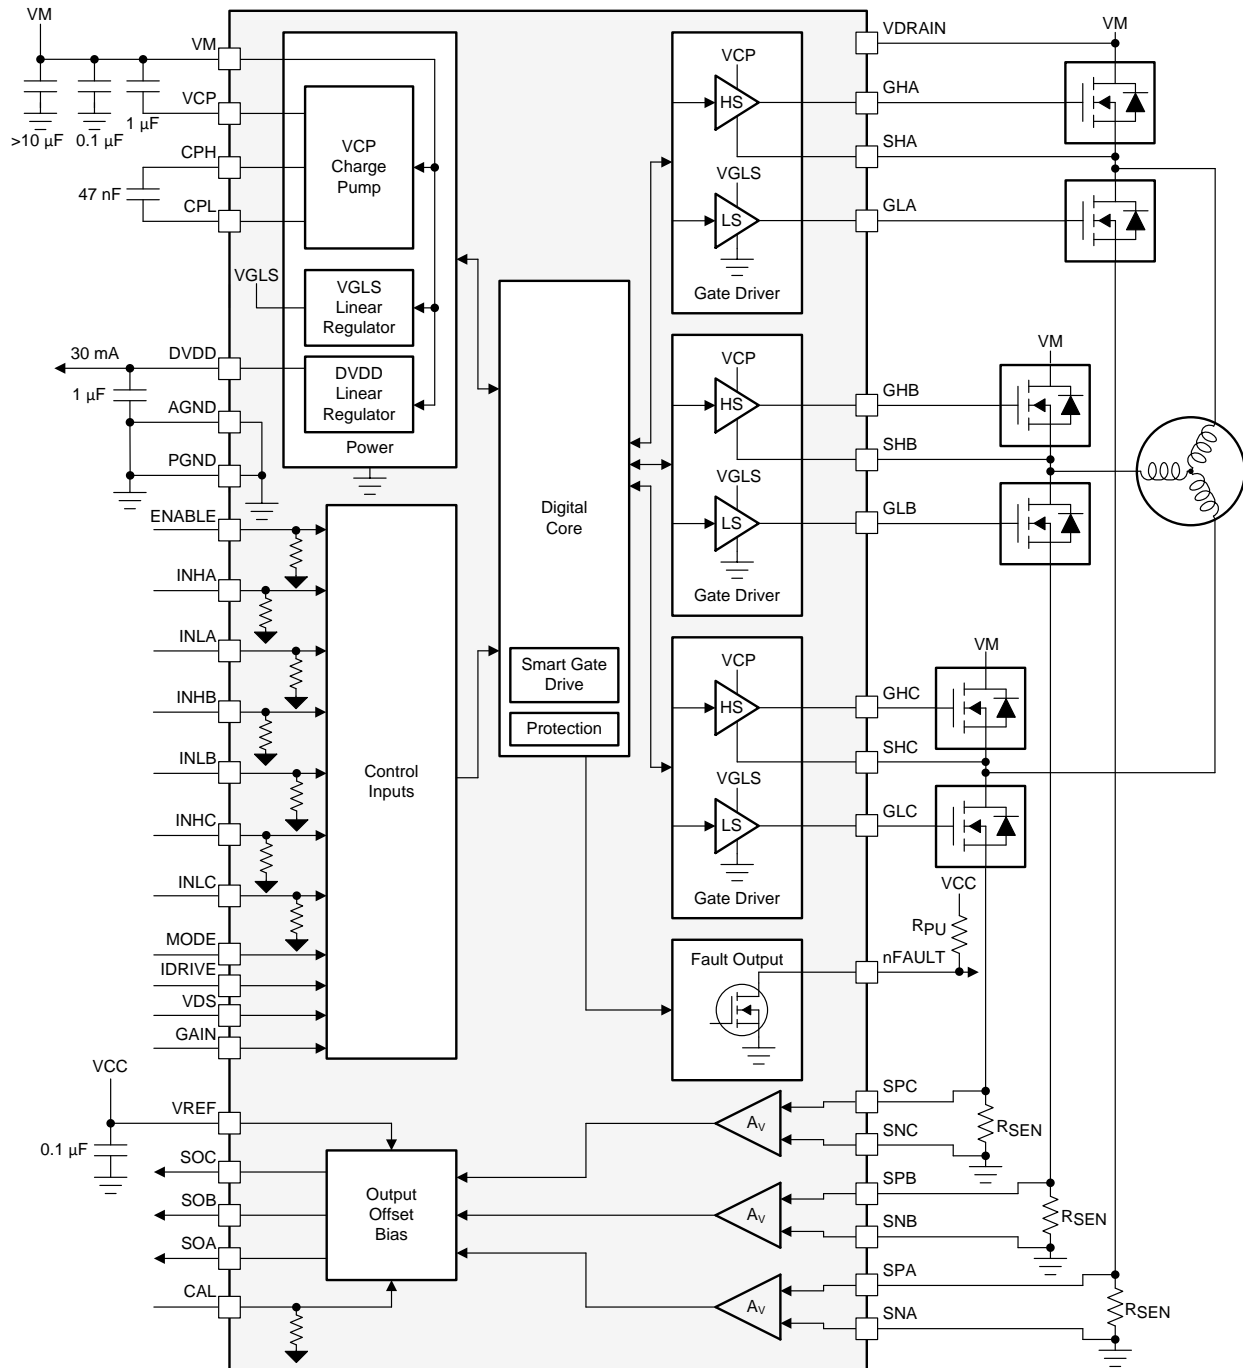 VM
VM
VCP
>10 µF
0.1 µF
1 µF
CPH
47 nF
CPL
VCP
Charge
Pump
VGLS
VGLS
Linear
Regulator
30 mA
DVDD
1 µF
DVDD
Linear
Regulator
AGND
Power
PGND
ENABLE
INHA
INLA
INHB
INLB
INHC
INLC
MODE
IDRIVE
VDS
GAIN
Control
Inputs
Digital
Core
Smart Gate
Drive
Protection
VCP
HS
VGLS
LS
Gate Driver
VCP
HS
VGLS
LS
Gate Driver
VCP
HS
VGLS
LS
Gate Driver
Fault Output
VDRAIN
VM
GHA
SHA
GLA
VM
GHB
SHB
GLB
VM
GHC
SHC
GLC
VCC
RPU
nFAULT
VCC
VREF
0.1 µF
SOC
SOB
SOA
CAL
Output
Offset
Bias
AV
AV
AV
SPC
SNC
RSEN
SPB
SNB
RSEN
SPA
SNA
RSEN